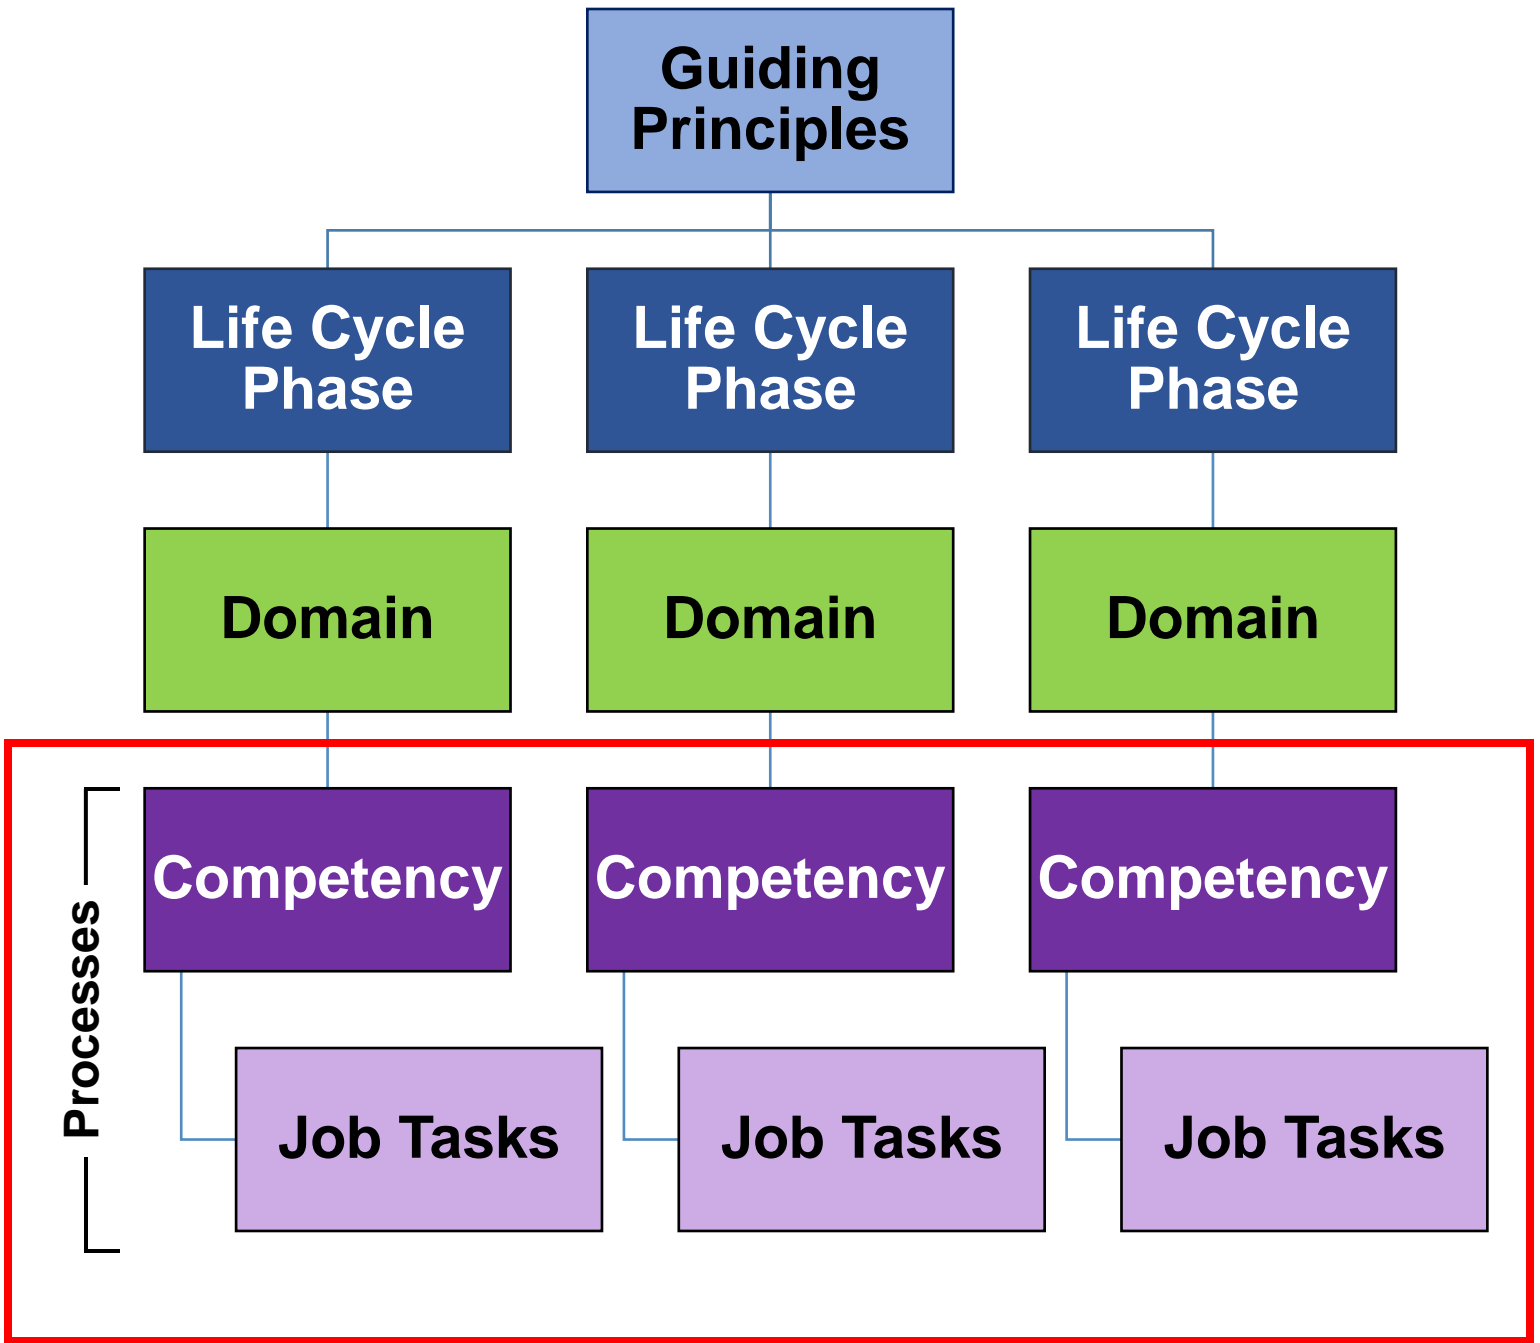 Guiding
Principles
Life Cycle
Phase
Life Cycle
Phase
Life Cycle
Phase
Domain
Domain
Domain
Processes
Competency
Competency
Competency
Job Tasks
Job Tasks
Job Tasks